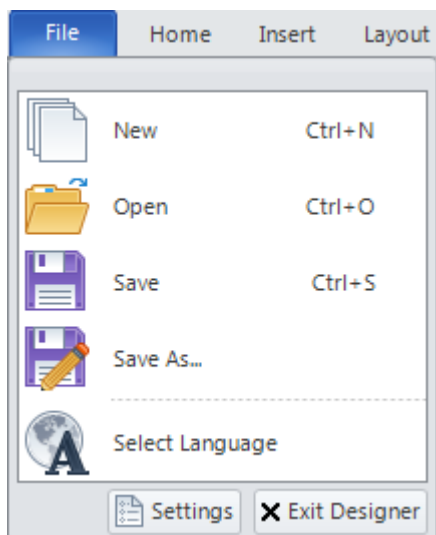 File Home Insert Layout
New Ctrl+N
Open Ctrl+O
Save Ctrl+S
Save As...
Select Language
Settings Exit Designer